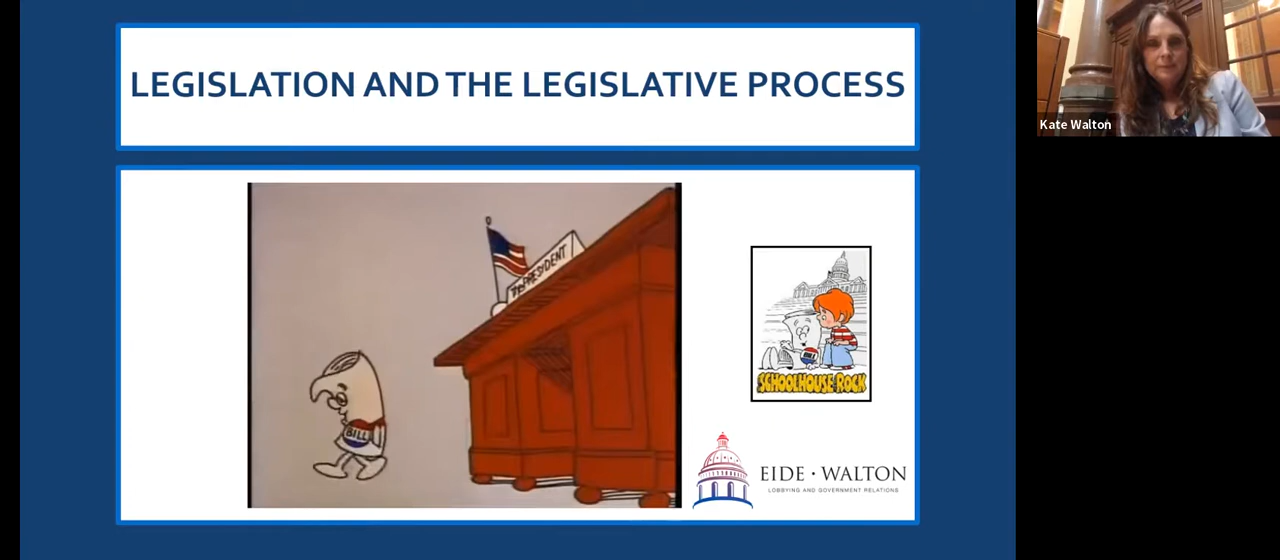 LEGISLATION AND THE LEGISLATIVE PROCESS
Kate Walton
The PRESIDENT
BILL
SCHOOLHOUSE ROCK
EIDE · WALTON
LOBBYING AND GOVERNMENT RELATIONS